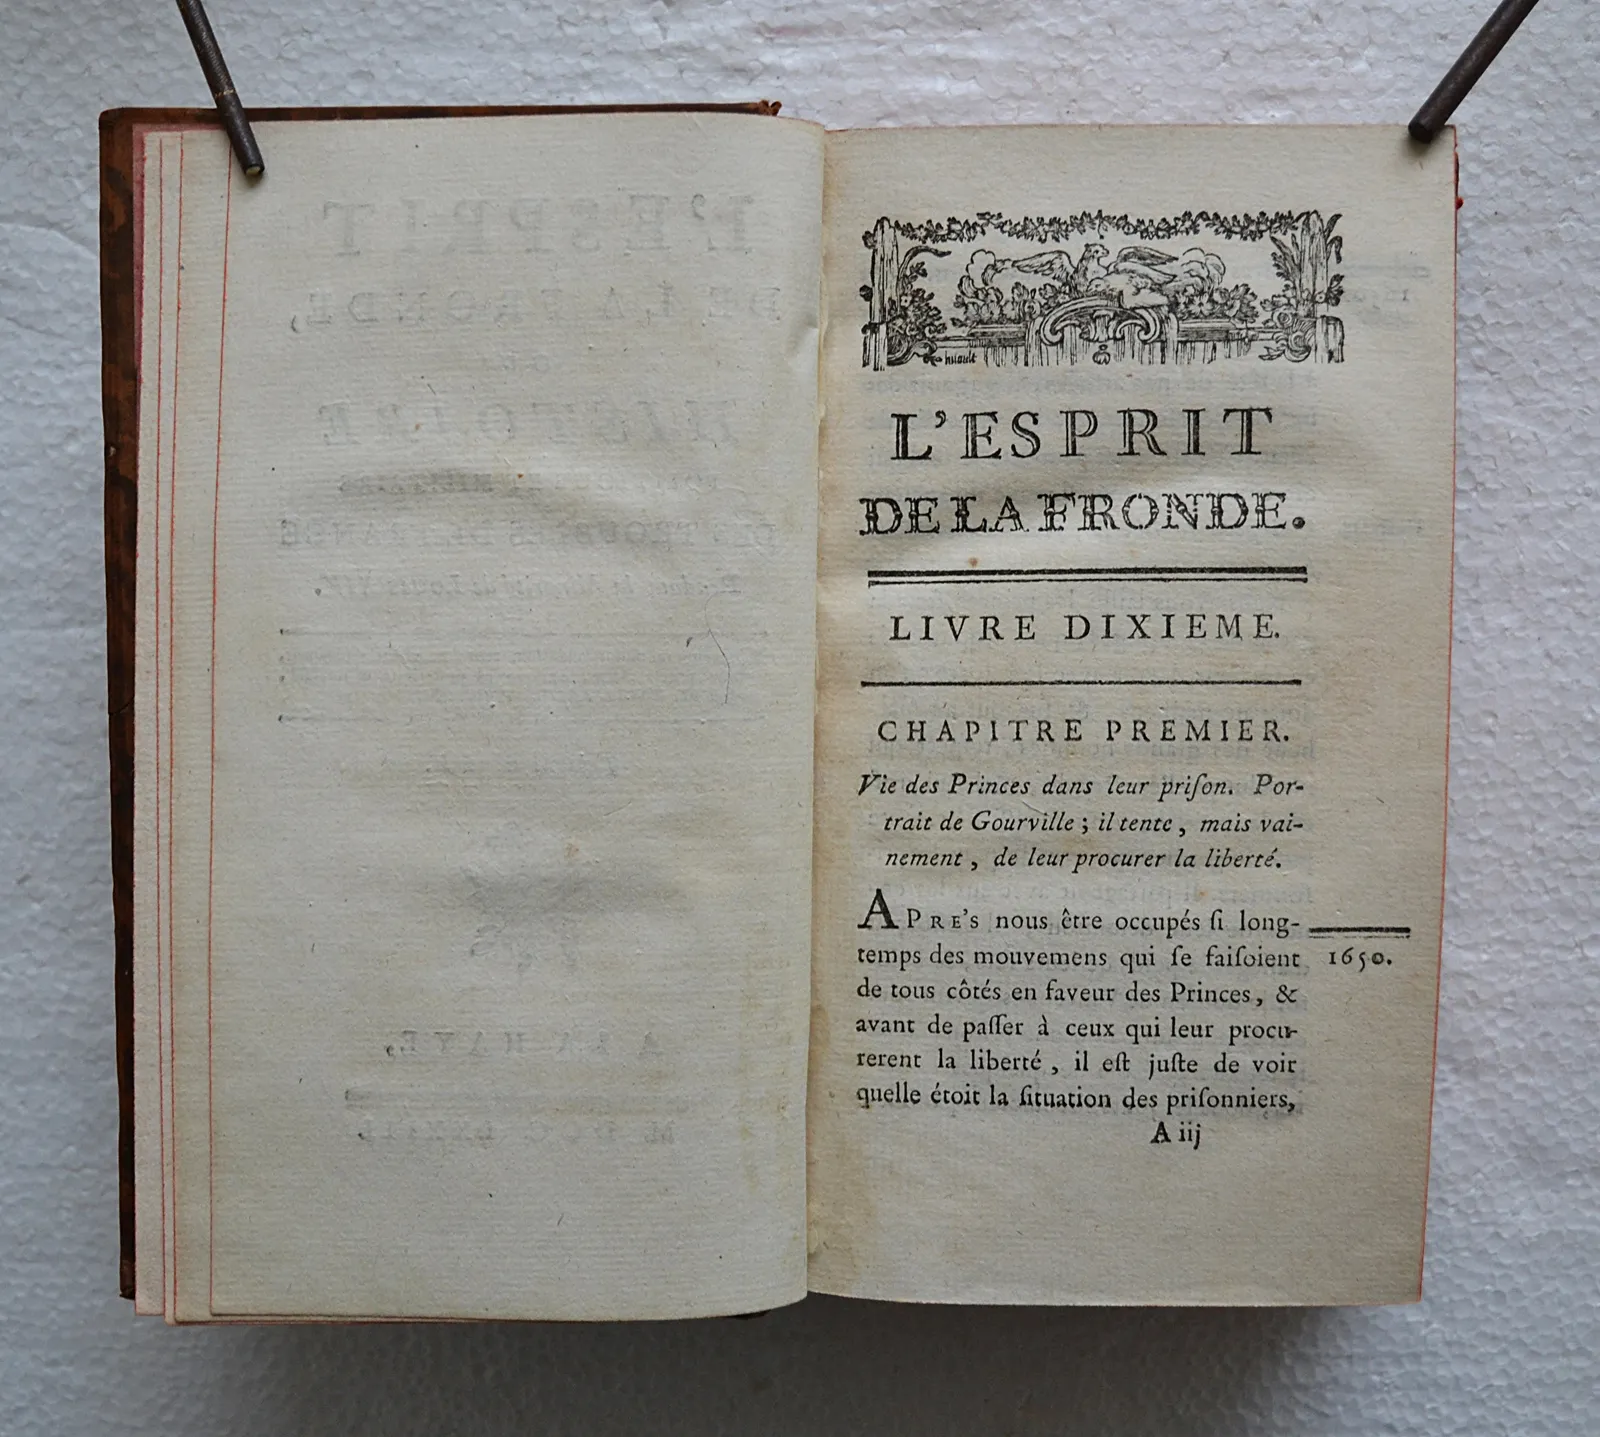 L'ESPRIT
DE LA FRONDE.
LIVRE DIXIEME.
CHAPITRE PREMIER.
Vie des Princes dans leur priſon. Por-
trait de Gourville ; il tente , mais vai-
nement , de leur procurer la liberté.
APRE'S nous être occupés ſi long-
temps des mouvemens qui ſe faiſoient
1650.
de tous côtés en faveur des Princes, &
avant de paſſer à ceux qui leur procu-
rerent la liberté , il eſt juſte de voir
quelle étoit la ſituation des priſonniers,
A iij